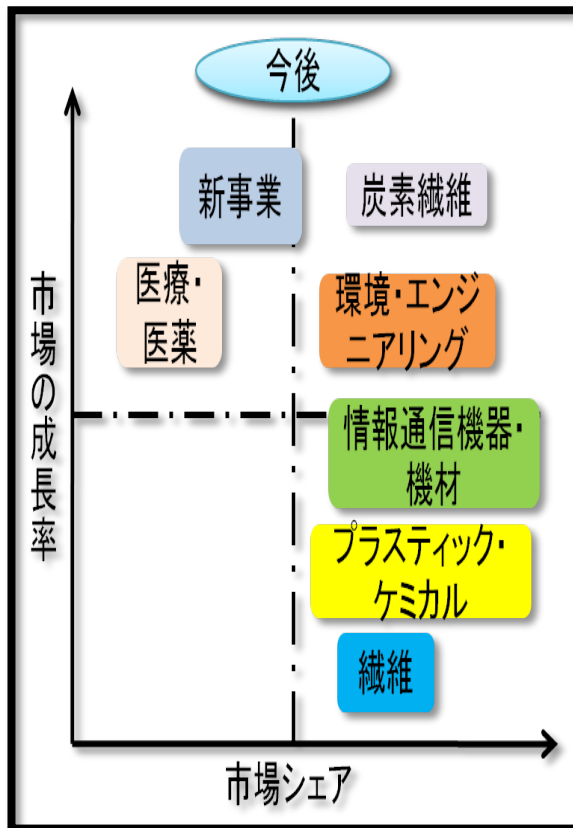 今後
新事業
炭素繊維
医療・
医薬
環境・エンジ
ニアリング
市場の成長率
情報通信機器・
機材
プラスティック・
ケミカル
繊維
市場シェア